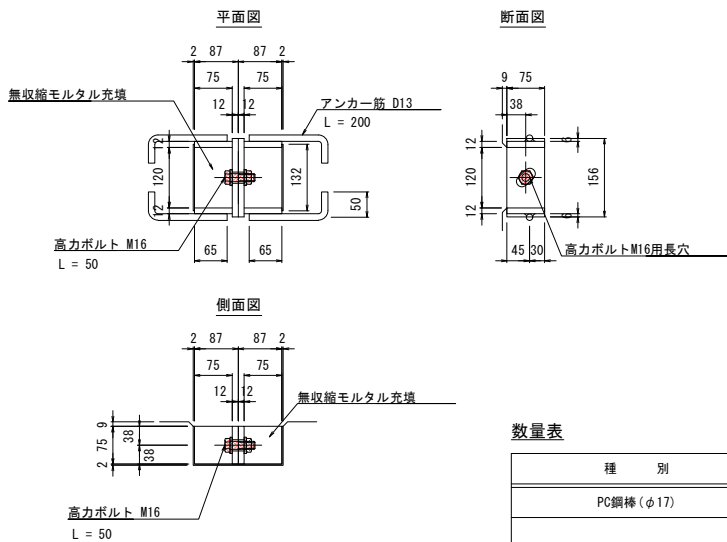 平面図
2 87 87 2
75 75
12 12
無収縮モルタル充填
アンカー筋 D13
L = 200
12
120
12
132
50
高力ボルト M16
L = 50
65 65
断面図
9 75
38
12
120
12
156
45 30
高力ボルトM16用長穴
側面図
2 87 87 2
75 75
12 12
無収縮モルタル充填
9
75
2
38
38
高力ボルト M16
L = 50
数量表
種 別
PC鋼棒(φ17)